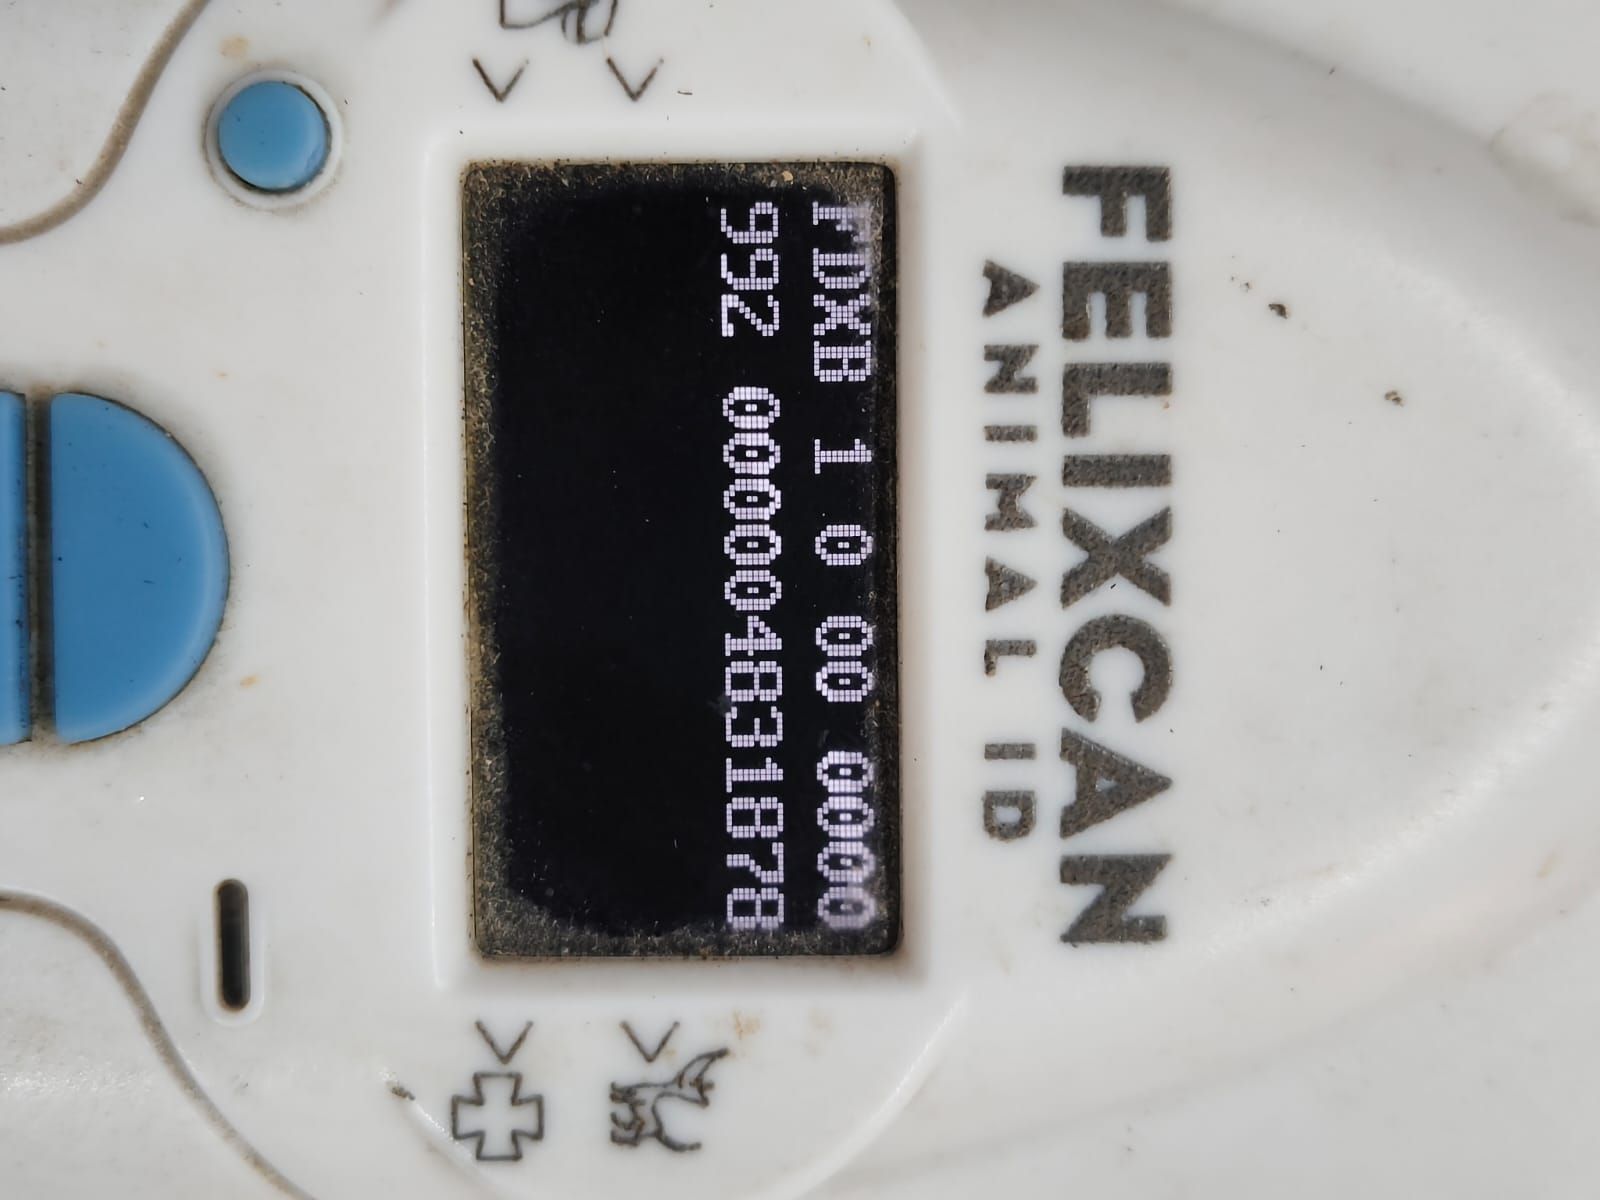 FELIXCAN
ANIMAL ID
FDXB 1 0 00 0000
992 000004831878